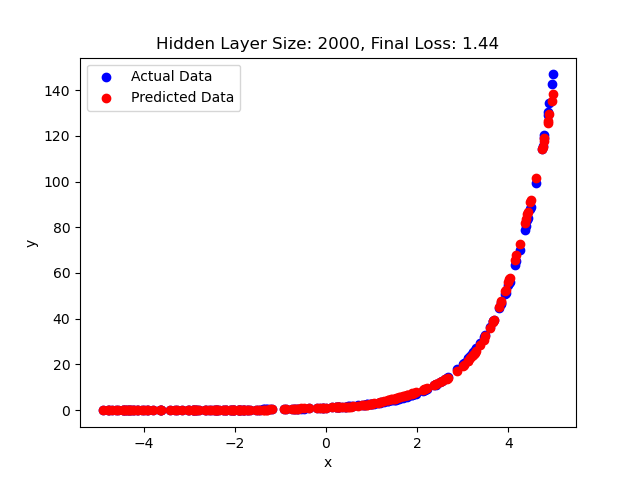 Hidden Layer Size: 2000, Final Loss: 1.44
Actual Data
Predicted Data
y
140
120
100
80
60
40
20
0
−4
−2
0
2
4
x